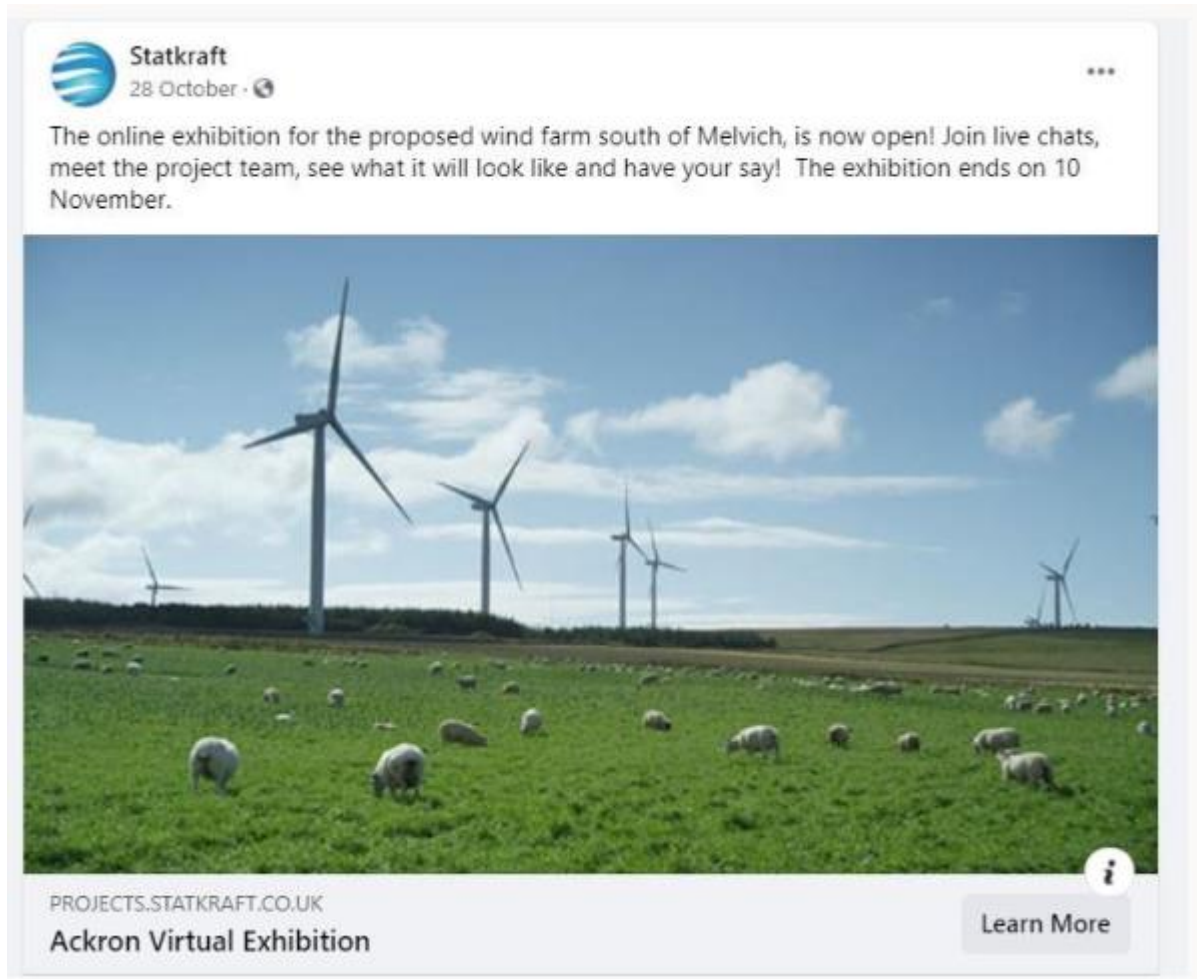 Statkraft
28 October ·
The online exhibition for the proposed wind farm south of Melvich, is now open! Join live chats,
meet the project team, see what it will look like and have your say!  The exhibition ends on 10
November.
i
PROJECTS.STATKRAFT.CO.UK
Ackron Virtual Exhibition
Learn More